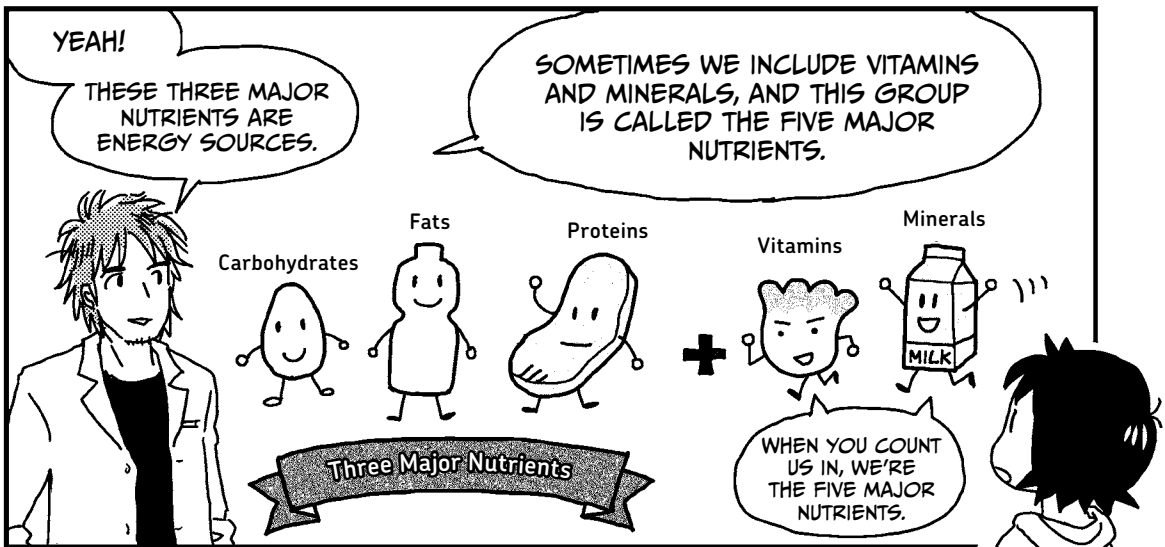 YEAH!
THESE THREE MAJOR
NUTRIENTS ARE
ENERGY SOURCES.
SOMETIMES WE INCLUDE VITAMINS
AND MINERALS, AND THIS GROUP
IS CALLED THE FIVE MAJOR
NUTRIENTS.
Carbohydrates
Fats
Proteins
Vitamins
Minerals
MILK
Three Major Nutrients
WHEN YOU COUNT
US IN, WE'RE
THE FIVE MAJOR
NUTRIENTS.